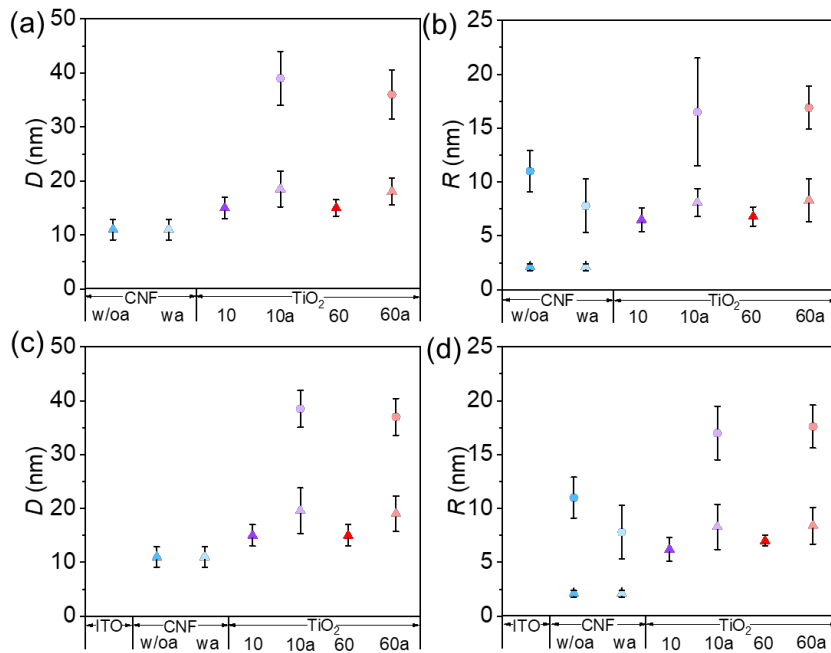 (a)
D (nm)
50
40
30
20
10
0
CNF
TiO2
w/oa
wa
10
10a
60
60a
(b)
R (nm)
25
20
15
10
5
0
CNF
TiO2
w/oa
wa
10
10a
60
60a
(c)
D (nm)
50
40
30
20
10
0
ITO
CNF
TiO2
w/oa
wa
10
10a
60
60a
(d)
R (nm)
25
20
15
10
5
0
ITO
CNF
TiO2
w/oa
wa
10
10a
60
60a